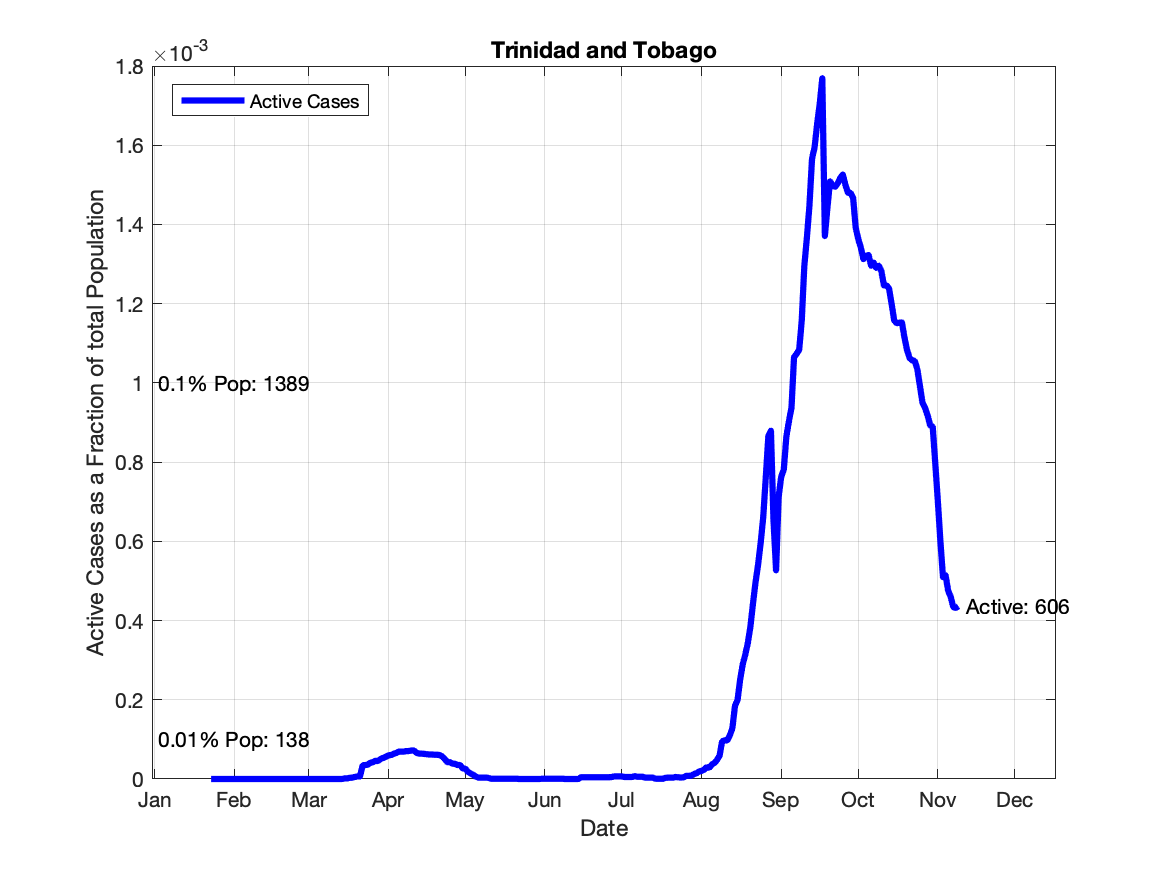 Trinidad and Tobago
×10-3
Active Cases
1.8
1.6
1.4
1.2
1
0.8
0.6
0.4
0.2
0
Active Cases as a Fraction of total Population
0.1% Pop: 1389
0.01% Pop: 138
Active: 606
Jan Feb Mar Apr May Jun Jul Aug Sep Oct Nov Dec
Date